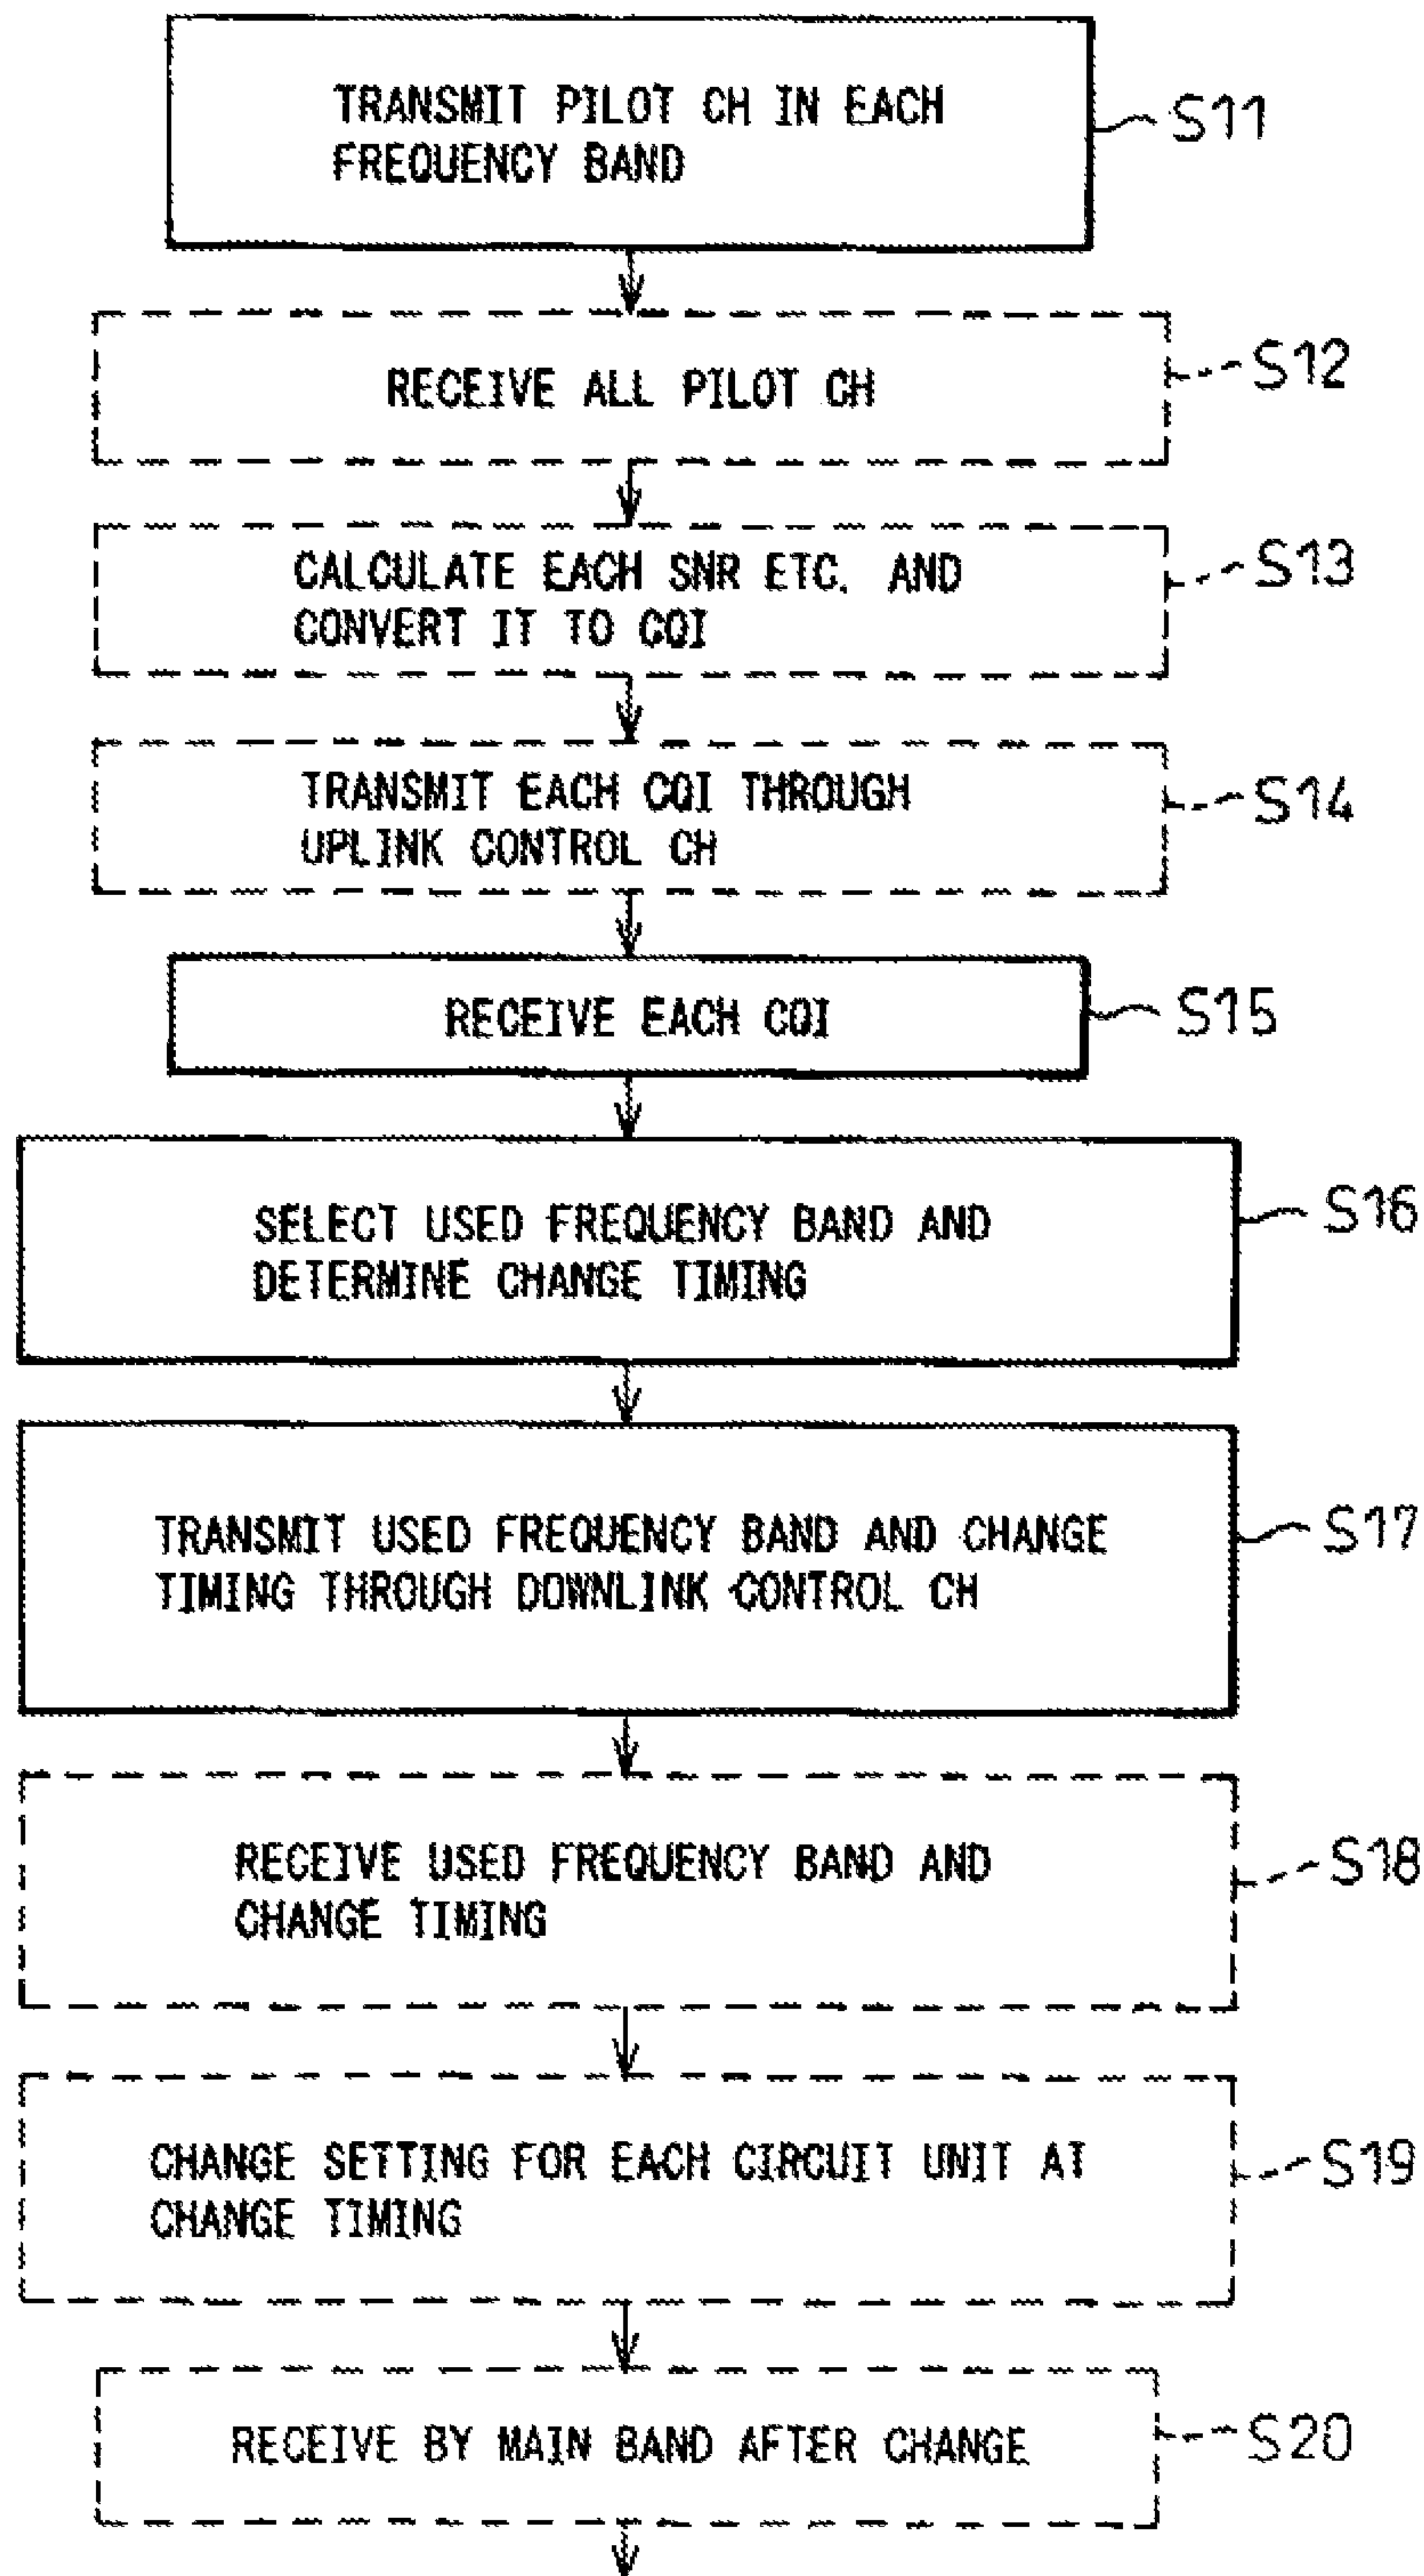 TRANSMIT PILOT CH IN EACH
FREQUENCY BAND
S11
RECEIVE ALL PILOT CH
S12
CALCULATE EACH SNR ETC. AND
CONVERT IT TO CQI
S13
TRANSMIT EACH CQI THROUGH
UPLINK CONTROL CH
S14
RECEIVE EACH CQI
S15
SELECT USED FREQUENCY BAND AND
DETERMINE CHANGE TIMING
S16
TRANSMIT USED FREQUENCY BAND AND CHANGE
TIMING THROUGH DOWNLINK CONTROL CH
S17
RECEIVE USED FREQUENCY BAND AND
CHANGE TIMING
S18
CHANGE SETTING FOR EACH CIRCUIT UNIT AT
CHANGE TIMING
S19
RECEIVE BY MAIN BAND AFTER CHANGE
S20